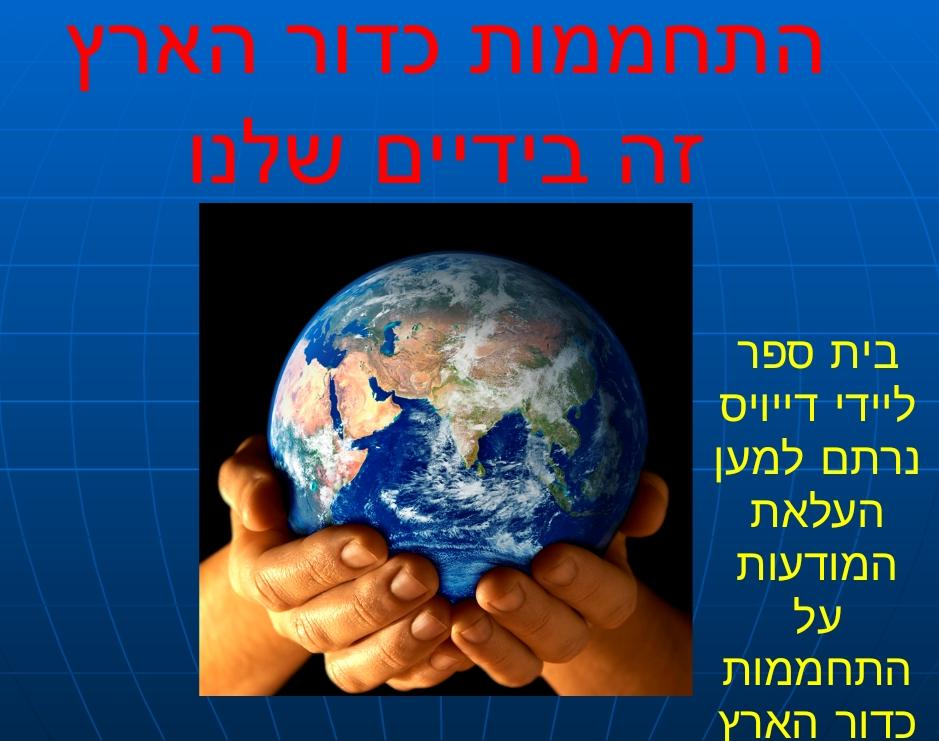 התחממות כדור הארץ
זה בידיים שלנו
בית ספר
ליידי דייויס
נרתם למען
העלאת
המודעות
על
התחממות
כדור הארץ